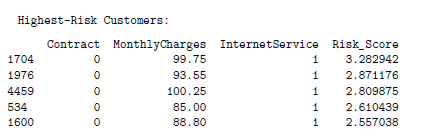 Highest-Risk Customers:
Contract MonthlyCharges InternetService Risk_Score
1704 0 99.75 1 3.282942
1976 0 93.55 1 2.871176
4459 0 100.25 1 2.809875
534 0 85.00 1 2.610439
1600 0 88.80 1 2.557038